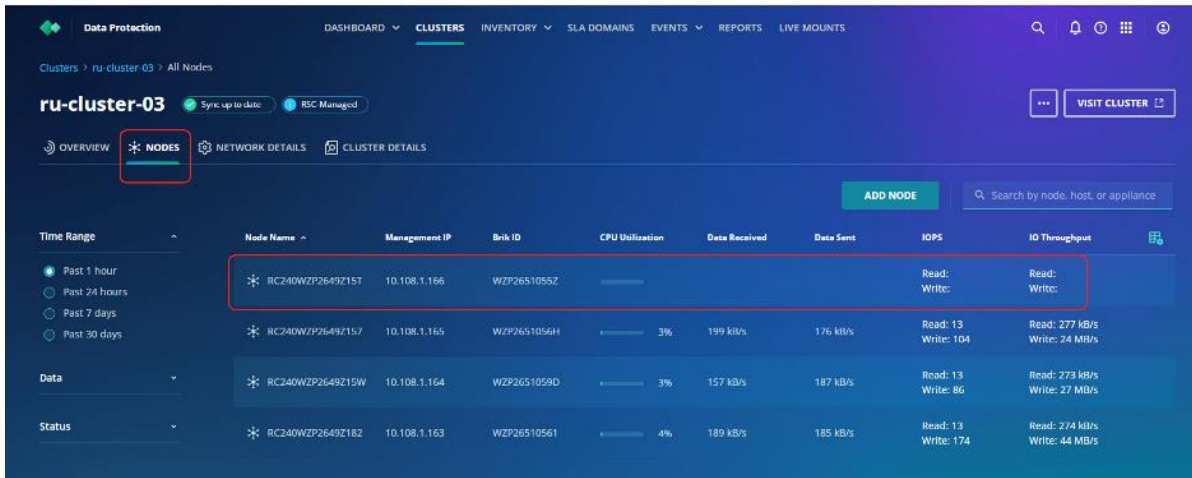 Data Protection
DASHBOARD CLUSTERS INVENTORY SLA DOMAINS EVENTS REPORTS LIVE MOUNTS
Clusters > ru-cluster-03 > All Nodes
ru-cluster-03 Sync up to date RSC Managed
... VISIT CLUSTER
OVERVIEW NODES NETWORK DETAILS CLUSTER DETAILS
ADD NODE Search by node, host, or appliance
Time Range
Past 1 hour
Past 24 hours
Past 7 days
Past 30 days
Data
Status
Node Name Management IP Brik ID CPU Utilization Data Received Data Sent IOPS IO Throughput
RC240WZP2649Z15T 10.108.1.166 WZP2651055Z Read: Read:
Write: Write:
RC240WZP2649Z157 10.108.1.165 WZP2651056H 3% 199 kB/s 176 kB/s Read: 13 Read: 277 kB/s
Write: 104 Write: 24 MB/s
RC240WZP2649Z15W 10.108.1.164 WZP2651059D 3% 157 kB/s 187 kB/s Read: 13 Read: 273 kB/s
Write: 86 Write: 27 MB/s
RC240WZP2649Z182 10.108.1.163 WZP26510561 4% 189 kB/s 185 kB/s Read: 13 Read: 274 kB/s
Write: 174 Write: 44 MB/s